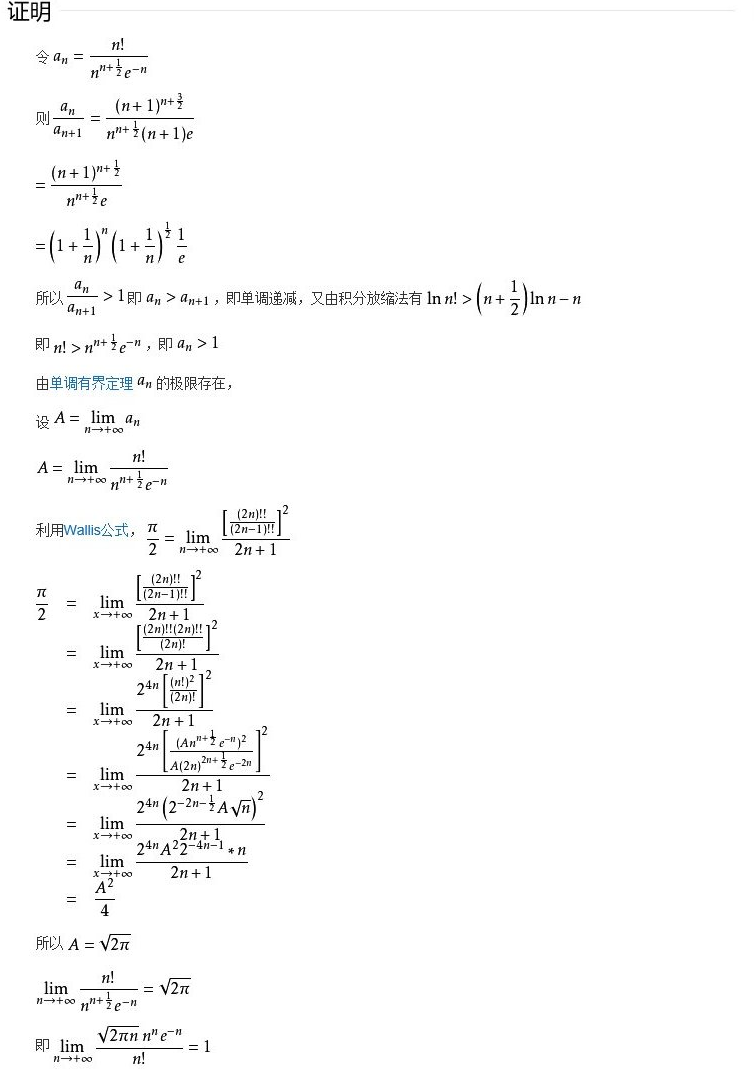 证明
令 $a_n = \frac{n!}{n^{n+\frac{1}{2}}e^{-n}}$
则 $\frac{a_n}{a_{n+1}} = \frac{(n+1)^{n+\frac{3}{2}}}{n^{n+\frac{1}{2}}(n+1)e}$
$= \frac{(n+1)^{n+\frac{1}{2}}}{n^{n+\frac{1}{2}}e}$
$= \left(1+\frac{1}{n}\right)^n \left(1+\frac{1}{n}\right)^{\frac{1}{2}} \frac{1}{e}$
所以 $\frac{a_n}{a_{n+1}} > 1$ 即 $a_n > a_{n+1}$ ，即单调递减，又由积分放缩法有 $\ln n! > \left(n+\frac{1}{2}\right)\ln n - n$
即 $n! > n^{n+\frac{1}{2}}e^{-n}$ ，即 $a_n > 1$
由单调有界定理 $a_n$ 的极限存在，
设 $A = \lim_{n\to+\infty} a_n$
$A = \lim_{n\to+\infty} \frac{n!}{n^{n+\frac{1}{2}}e^{-n}}$
利用Wallis公式， $\frac{\pi}{2} = \lim_{n\to+\infty} \frac{\left[\frac{(2n)!!}{(2n-1)!!}\right]^2}{2n+1}$
$\frac{\pi}{2} = \lim_{x\to+\infty} \frac{\left[\frac{(2n)!!}{(2n-1)!!}\right]^2}{2n+1}$
$= \lim_{x\to+\infty} \frac{\left[\frac{(2n)!!(2n)!!}{(2n)!}\right]^2}{2n+1}$
$= \lim_{x\to+\infty} \frac{2^{4n}\left[\frac{(n!)^2}{(2n)!}\right]^2}{2n+1}$
$= \lim_{x\to+\infty} \frac{2^{4n}\left[\frac{(An^{n+\frac{1}{2}}e^{-n})^2}{A(2n)^{2n+\frac{1}{2}}e^{-2n}}\right]^2}{2n+1}$
$= \lim_{x\to+\infty} \frac{2^{4n}\left(2^{-2n-\frac{1}{2}}A\sqrt{n}\right)^2}{2n+1}$
$= \lim_{x\to+\infty} \frac{2^{4n}A^2 2^{-4n-1}*n}{2n+1}$
$= \frac{A^2}{4}$
所以 $A = \sqrt{2\pi}$
$\lim_{n\to+\infty} \frac{n!}{n^{n+\frac{1}{2}}e^{-n}} = \sqrt{2\pi}$
即 $\lim_{n\to+\infty} \frac{\sqrt{2\pi n}\,n^n e^{-n}}{n!} = 1$